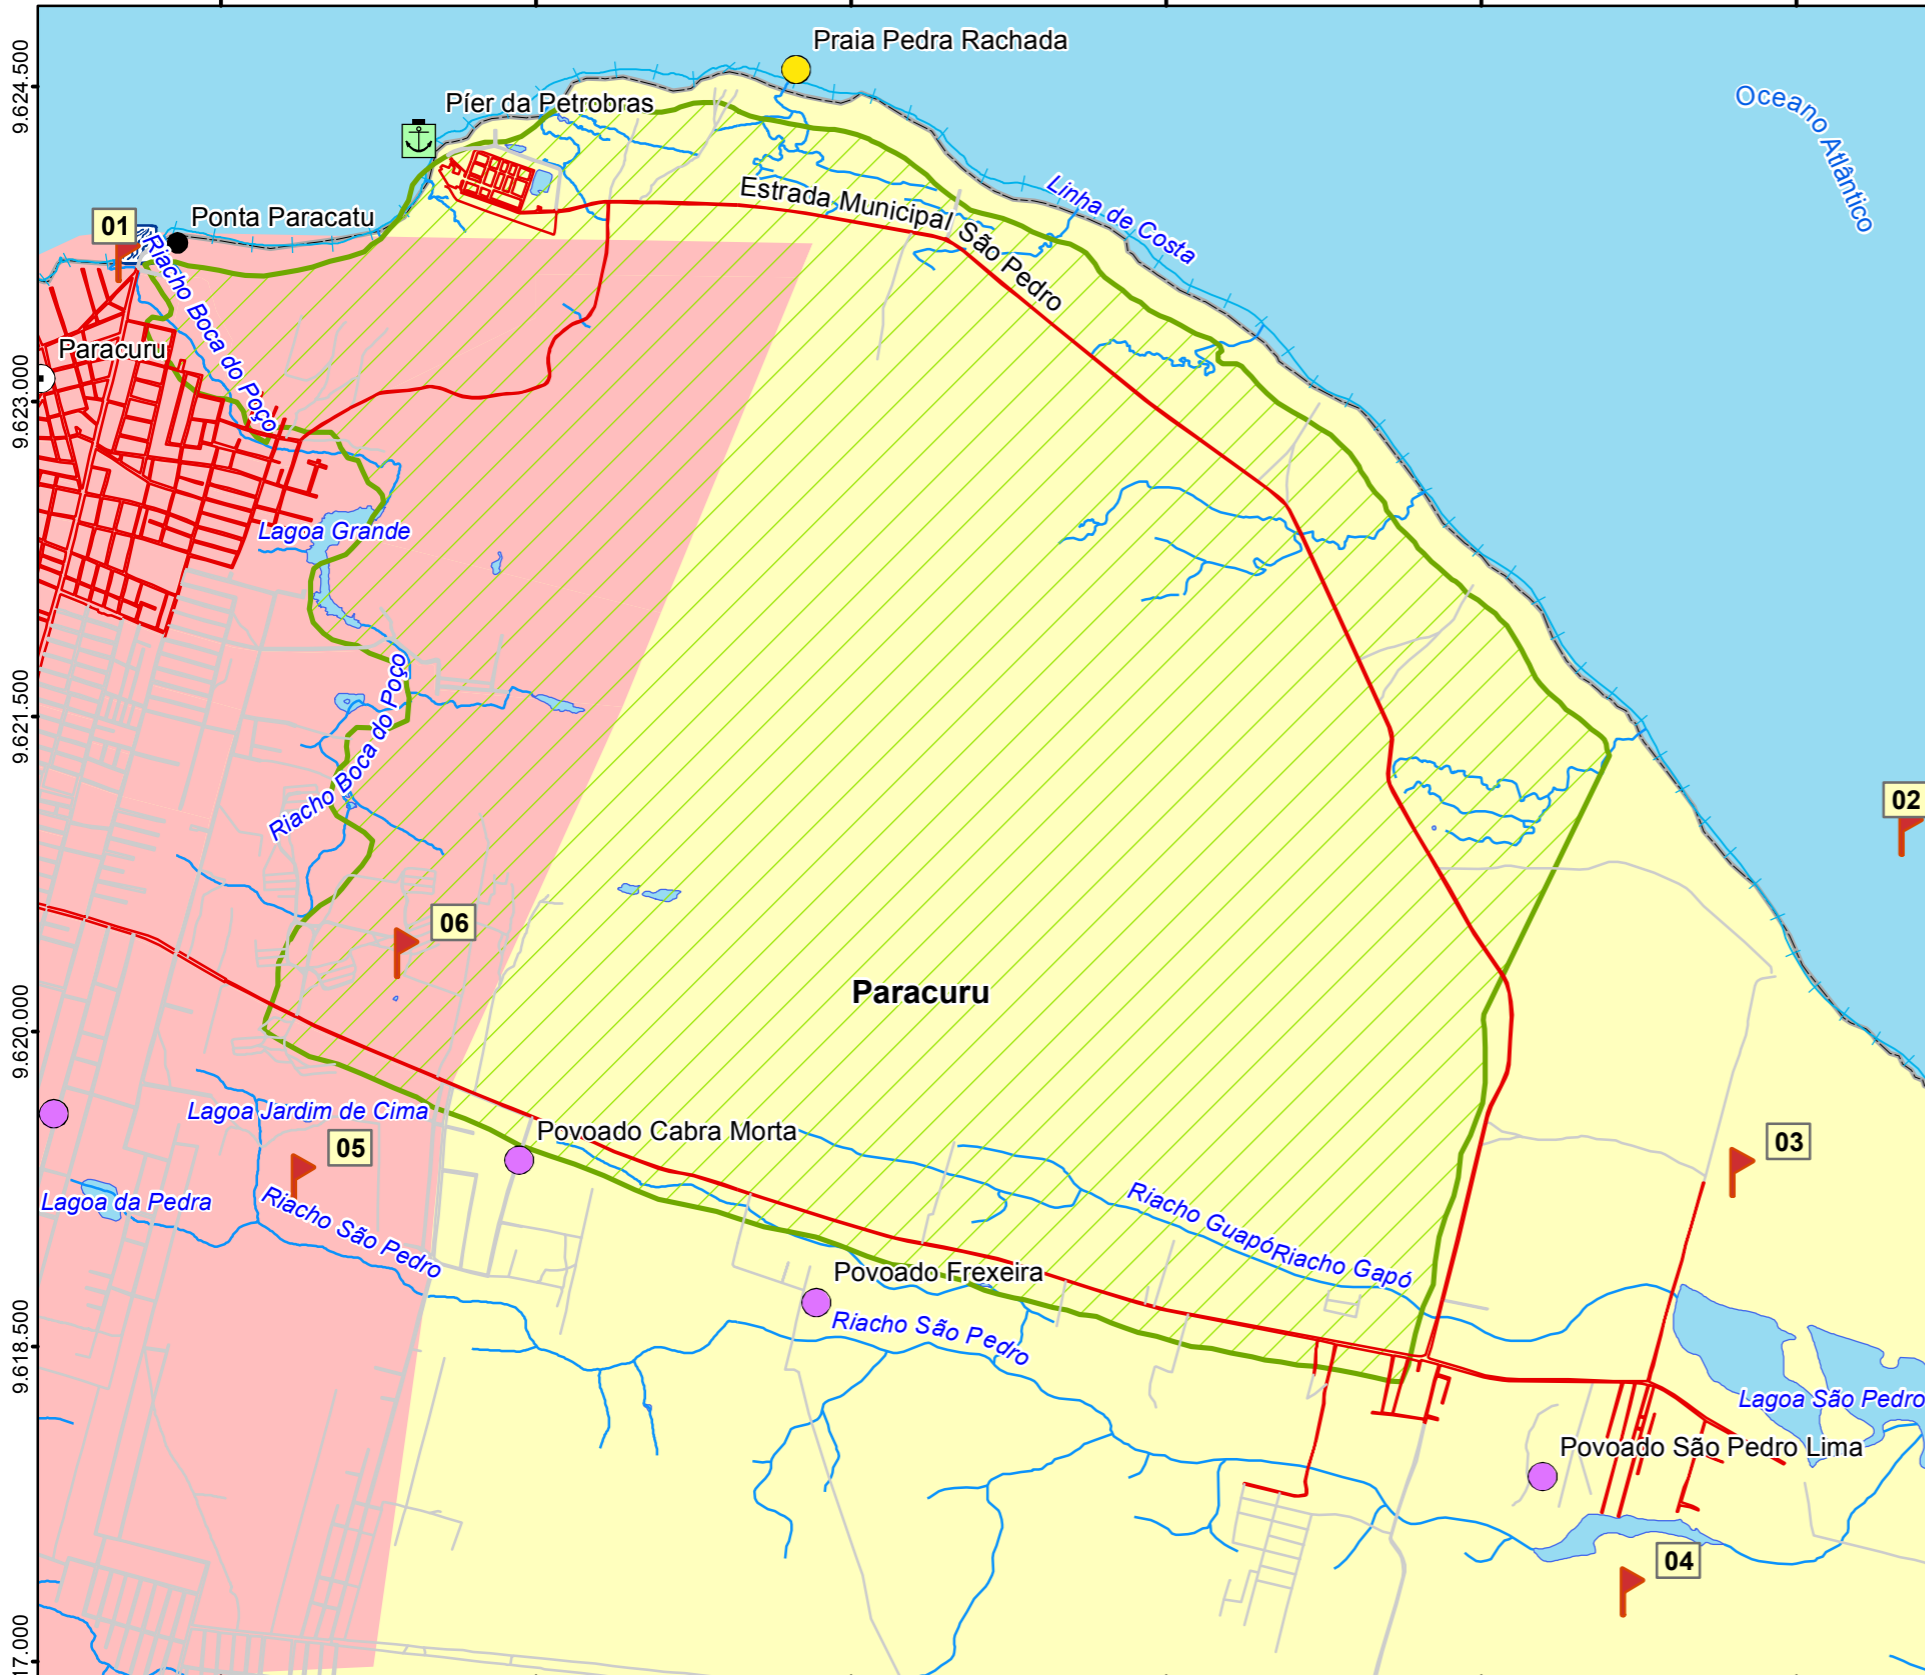 Praia Pedra Rachada
9.624.500
Píer da Petrobras
Oceano Atlântico
Linha de Costa
Estrada Municipal São Pedro
01
Ponta Paracatu
Riacho Boca do Poço
Paracuru
9.623.000
Lagoa Grande
9.621.500
Riacho Boca do Poço
02
06
Paracuru
9.620.000
Lagoa Jardim de Cima
Povoado Cabra Morta
05
03
Lagoa da Pedra
Riacho São Pedro
Riacho Guapó
Riacho Gapó
Povoado Frexeira
Riacho São Pedro
9.618.500
Lagoa São Pedro
Povoado São Pedro Lima
04
17.000